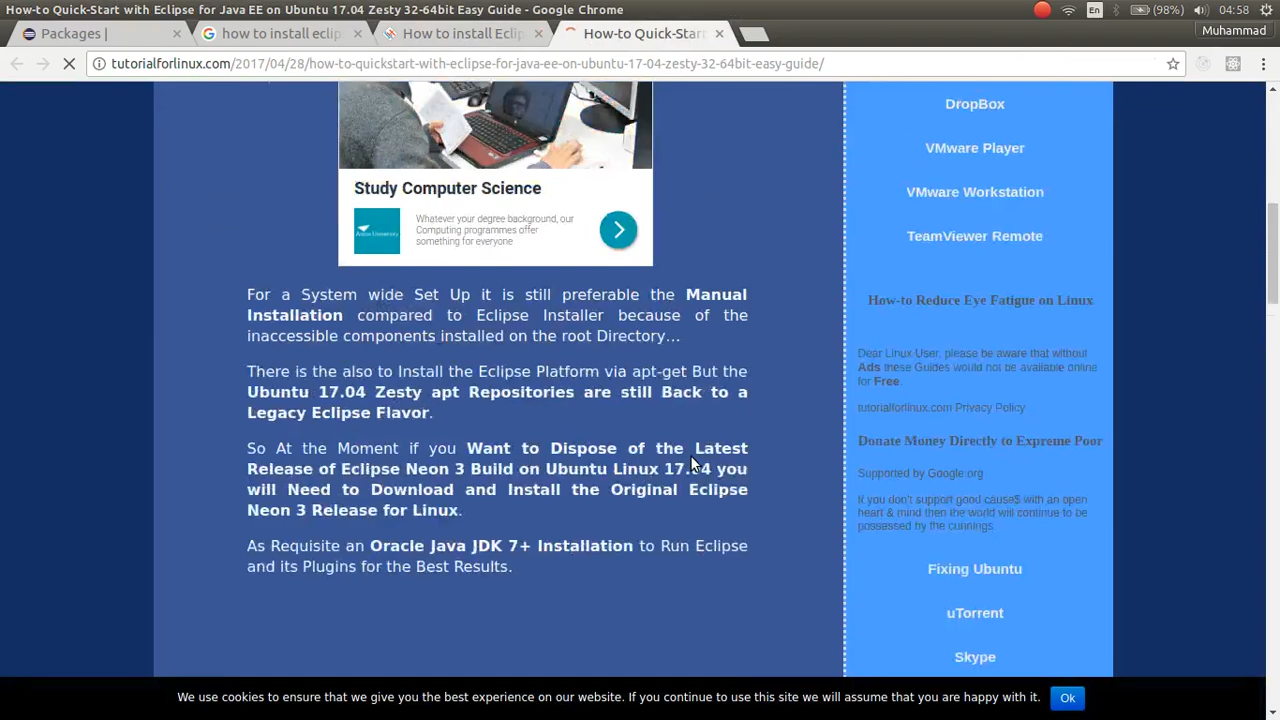 How-to Quick-Start with Eclipse for Java EE on Ubuntu 17.04 Zesty 32-64bit Easy Guide - Google Chrome
En
(98%)
04:58
Packages |
how to install eclip
How to install Ecli
How-to Quick-Star
Muhammad
tutorialforlinux.com/2017/04/28/how-to-quickstart-with-eclipse-for-java-ee-on-ubuntu-17-04-zesty-32-64bit-easy-guide/
Study Computer Science
Whatever your degree background, our
Computing programmes offer
something for everyone
For a System wide Set Up it is still preferable the Manual
Installation compared to Eclipse Installer because of the
inaccessible components installed on the root Directory...
There is the also to Install the Eclipse Platform via apt-get But the
Ubuntu 17.04 Zesty apt Repositories are still Back to a
Legacy Eclipse Flavor.
So At the Moment if you Want to Dispose of the Latest
Release of Eclipse Neon 3 Build on Ubuntu Linux 17.04 you
will Need to Download and Install the Original Eclipse
Neon 3 Release for Linux.
As Requisite an Oracle Java JDK 7+ Installation to Run Eclipse
and its Plugins for the Best Results.
DropBox
VMware Player
VMware Workstation
TeamViewer Remote
How-to Reduce Eye Fatigue on Linux
Dear Linux User, please be aware that without
Ads these Guides would not be available online
for Free.
tutorialforlinux.com Privacy Policy
Donate Money Directly to Expreme Poor
Supported by Google.org
If you don't support good cause$ with an open
heart & mind then the world will continue to be
possessed by the cunnings.
Fixing Ubuntu
uTorrent
Skype
We use cookies to ensure that we give you the best experience on our website. If you continue to use this site we will assume that you are happy with it.
Ok